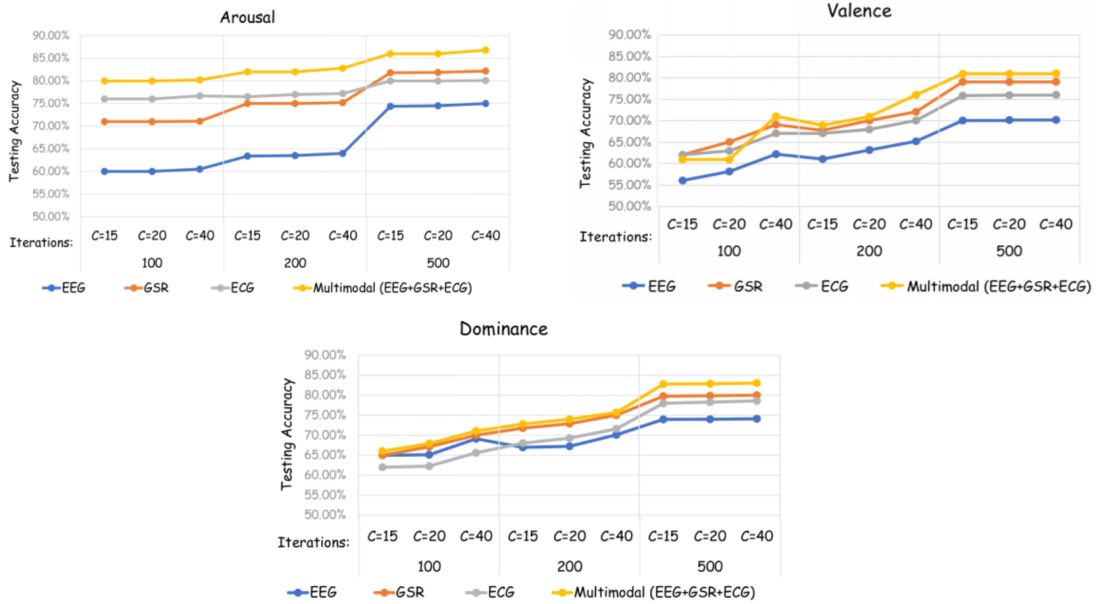 Arousal
90.00%
85.00%
80.00%
75.00%
70.00%
65.00%
60.00%
55.00%
50.00%
Testing Accuracy
C=15 C=20 C=40 C=15 C=20 C=40 C=15 C=20 C=40
Iterations:
100 200 500
EEG GSR ECG Multimodal (EEG+GSR+ECG)
Valence
90.00%
85.00%
80.00%
75.00%
70.00%
65.00%
60.00%
55.00%
50.00%
Testing Accuracy
C=15 C=20 C=40 C=15 C=20 C=40 C=15 C=20 C=40
Iterations:
100 200 500
EEG GSR ECG Multimodal (EEG+GSR+ECG)
Dominance
90.00%
85.00%
80.00%
75.00%
70.00%
65.00%
60.00%
55.00%
50.00%
Testing Accuracy
C=15 C=20 C=40 C=15 C=20 C=40 C=15 C=20 C=40
Iterations:
100 200 500
EEG GSR ECG Multimodal (EEG+GSR+ECG)